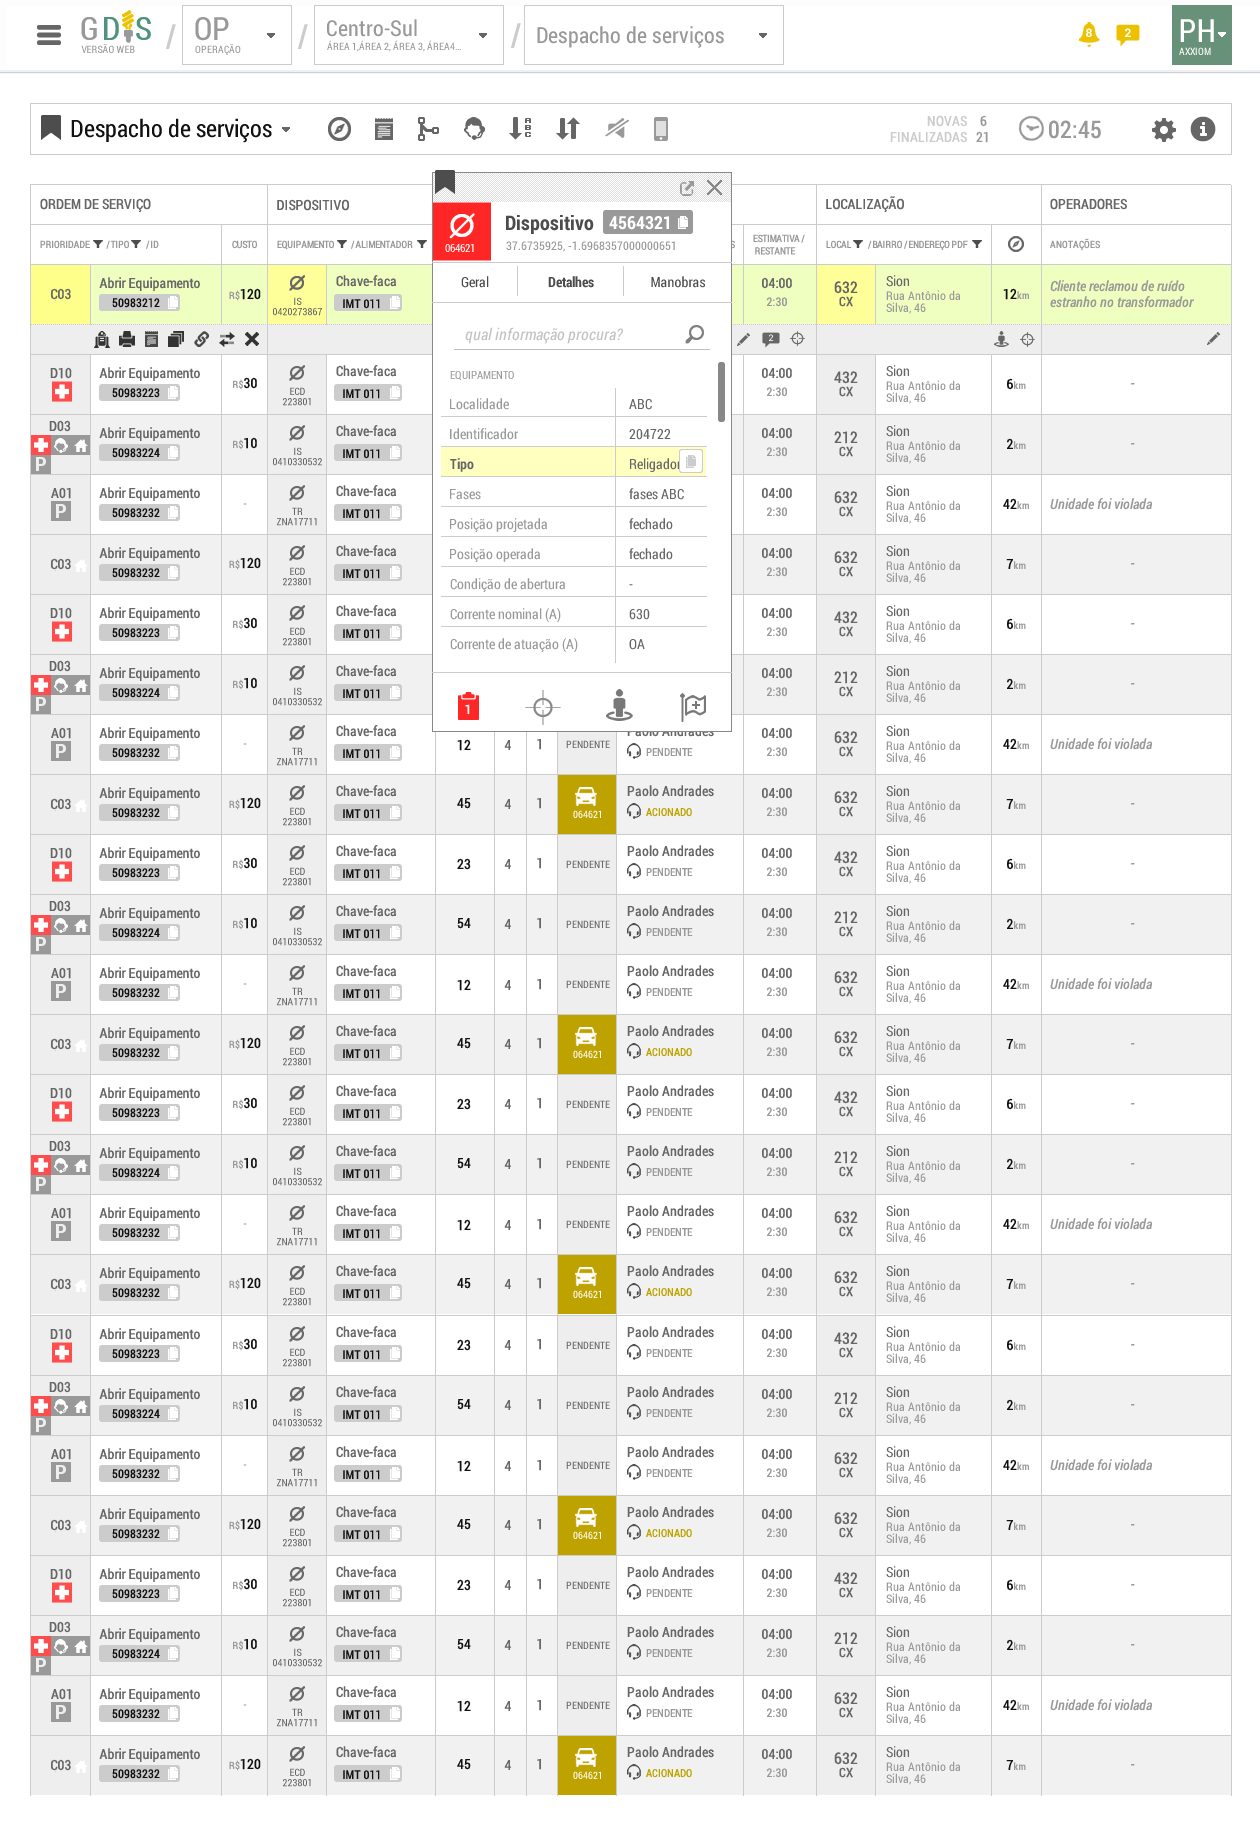 GDIS
VERSÃO WEB
OP
OPERAÇÃO
Centro-Sul
ÁREA 1,ÁREA 2, ÁREA 3, ÁREA4...
Despacho de serviços
8
2
PH
AXXIOM
Despacho de serviços
ABC
NOVAS 6
FINALIZADAS 21
02:45
ORDEM DE SERVIÇO
DISPOSITIVO
LOCALIZAÇÃO
OPERADORES
PRIORIDADE /TIPO /ID
CUSTO
EQUIPAMENTO /ALIMENTADOR
S
ESTIMATIVA /
RESTANTE
LOCAL /BAIRRO/ENDEREÇO PDF
ANOTAÇÕES
Dispositivo 4564321
37.6735925, -1.6968357000000651
064621
Geral
Detalhes
Manobras
qual informação procura?
EQUIPAMENTO
Localidade ABC
Identificador 204722
Tipo Religador
Fases fases ABC
Posição projetada fechado
Posição operada fechado
Condição de abertura -
Corrente nominal (A) 630
Corrente de atuação (A) OA
1
C03 Abrir Equipamento 50983212 R$120 IS 0420273867 Chave-faca IMT 011 04:00 2:30 632 CX Sion Rua Antônio da Silva, 46 12km Cliente reclamou de ruído estranho no transformador
2
D10 Abrir Equipamento 50983223 R$30 ECD 223801 Chave-faca IMT 011 04:00 2:30 432 CX Sion Rua Antônio da Silva, 46 6km -
D03 P Abrir Equipamento 50983224 R$10 IS 0410330532 Chave-faca IMT 011 04:00 2:30 212 CX Sion Rua Antônio da Silva, 46 2km -
A01 P Abrir Equipamento 50983232 - TR ZNA17711 Chave-faca IMT 011 04:00 2:30 632 CX Sion Rua Antônio da Silva, 46 42km Unidade foi violada
C03 Abrir Equipamento 50983232 R$120 ECD 223801 Chave-faca IMT 011 04:00 2:30 632 CX Sion Rua Antônio da Silva, 46 7km -
D10 Abrir Equipamento 50983223 R$30 ECD 223801 Chave-faca IMT 011 04:00 2:30 432 CX Sion Rua Antônio da Silva, 46 6km -
D03 P Abrir Equipamento 50983224 R$10 IS 0410330532 Chave-faca IMT 011 04:00 2:30 212 CX Sion Rua Antônio da Silva, 46 2km -
A01 P Abrir Equipamento 50983232 - TR ZNA17711 Chave-faca IMT 011 12 4 1 PENDENTE Paolo Andrades PENDENTE 04:00 2:30 632 CX Sion Rua Antônio da Silva, 46 42km Unidade foi violada
C03 Abrir Equipamento 50983232 R$120 ECD 223801 Chave-faca IMT 011 45 4 1 064621 Paolo Andrades ACIONADO 04:00 2:30 632 CX Sion Rua Antônio da Silva, 46 7km -
D10 Abrir Equipamento 50983223 R$30 ECD 223801 Chave-faca IMT 011 23 4 1 PENDENTE Paolo Andrades PENDENTE 04:00 2:30 432 CX Sion Rua Antônio da Silva, 46 6km -
D03 P Abrir Equipamento 50983224 R$10 IS 0410330532 Chave-faca IMT 011 54 4 1 PENDENTE Paolo Andrades PENDENTE 04:00 2:30 212 CX Sion Rua Antônio da Silva, 46 2km -
A01 P Abrir Equipamento 50983232 - TR ZNA17711 Chave-faca IMT 011 12 4 1 PENDENTE Paolo Andrades PENDENTE 04:00 2:30 632 CX Sion Rua Antônio da Silva, 46 42km Unidade foi violada
C03 Abrir Equipamento 50983232 R$120 ECD 223801 Chave-faca IMT 011 45 4 1 064621 Paolo Andrades ACIONADO 04:00 2:30 632 CX Sion Rua Antônio da Silva, 46 7km -
D10 Abrir Equipamento 50983223 R$30 ECD 223801 Chave-faca IMT 011 23 4 1 PENDENTE Paolo Andrades PENDENTE 04:00 2:30 432 CX Sion Rua Antônio da Silva, 46 6km -
D03 P Abrir Equipamento 50983224 R$10 IS 0410330532 Chave-faca IMT 011 54 4 1 PENDENTE Paolo Andrades PENDENTE 04:00 2:30 212 CX Sion Rua Antônio da Silva, 46 2km -
A01 P Abrir Equipamento 50983232 - TR ZNA17711 Chave-faca IMT 011 12 4 1 PENDENTE Paolo Andrades PENDENTE 04:00 2:30 632 CX Sion Rua Antônio da Silva, 46 42km Unidade foi violada
C03 Abrir Equipamento 50983232 R$120 ECD 223801 Chave-faca IMT 011 45 4 1 064621 Paolo Andrades ACIONADO 04:00 2:30 632 CX Sion Rua Antônio da Silva, 46 7km -
D10 Abrir Equipamento 50983223 R$30 ECD 223801 Chave-faca IMT 011 23 4 1 PENDENTE Paolo Andrades PENDENTE 04:00 2:30 432 CX Sion Rua Antônio da Silva, 46 6km -
D03 P Abrir Equipamento 50983224 R$10 IS 0410330532 Chave-faca IMT 011 54 4 1 PENDENTE Paolo Andrades PENDENTE 04:00 2:30 212 CX Sion Rua Antônio da Silva, 46 2km -
A01 P Abrir Equipamento 50983232 - TR ZNA17711 Chave-faca IMT 011 12 4 1 PENDENTE Paolo Andrades PENDENTE 04:00 2:30 632 CX Sion Rua Antônio da Silva, 46 42km Unidade foi violada
C03 Abrir Equipamento 50983232 R$120 ECD 223801 Chave-faca IMT 011 45 4 1 064621 Paolo Andrades ACIONADO 04:00 2:30 632 CX Sion Rua Antônio da Silva, 46 7km -
D10 Abrir Equipamento 50983223 R$30 ECD 223801 Chave-faca IMT 011 23 4 1 PENDENTE Paolo Andrades PENDENTE 04:00 2:30 432 CX Sion Rua Antônio da Silva, 46 6km -
D03 P Abrir Equipamento 50983224 R$10 IS 0410330532 Chave-faca IMT 011 54 4 1 PENDENTE Paolo Andrades PENDENTE 04:00 2:30 212 CX Sion Rua Antônio da Silva, 46 2km -
A01 P Abrir Equipamento 50983232 - TR ZNA17711 Chave-faca IMT 011 12 4 1 PENDENTE Paolo Andrades PENDENTE 04:00 2:30 632 CX Sion Rua Antônio da Silva, 46 42km Unidade foi violada
C03 Abrir Equipamento 50983232 R$120 ECD 223801 Chave-faca IMT 011 45 4 1 064621 Paolo Andrades ACIONADO 04:00 2:30 632 CX Sion Rua Antônio da Silva, 46 7km -